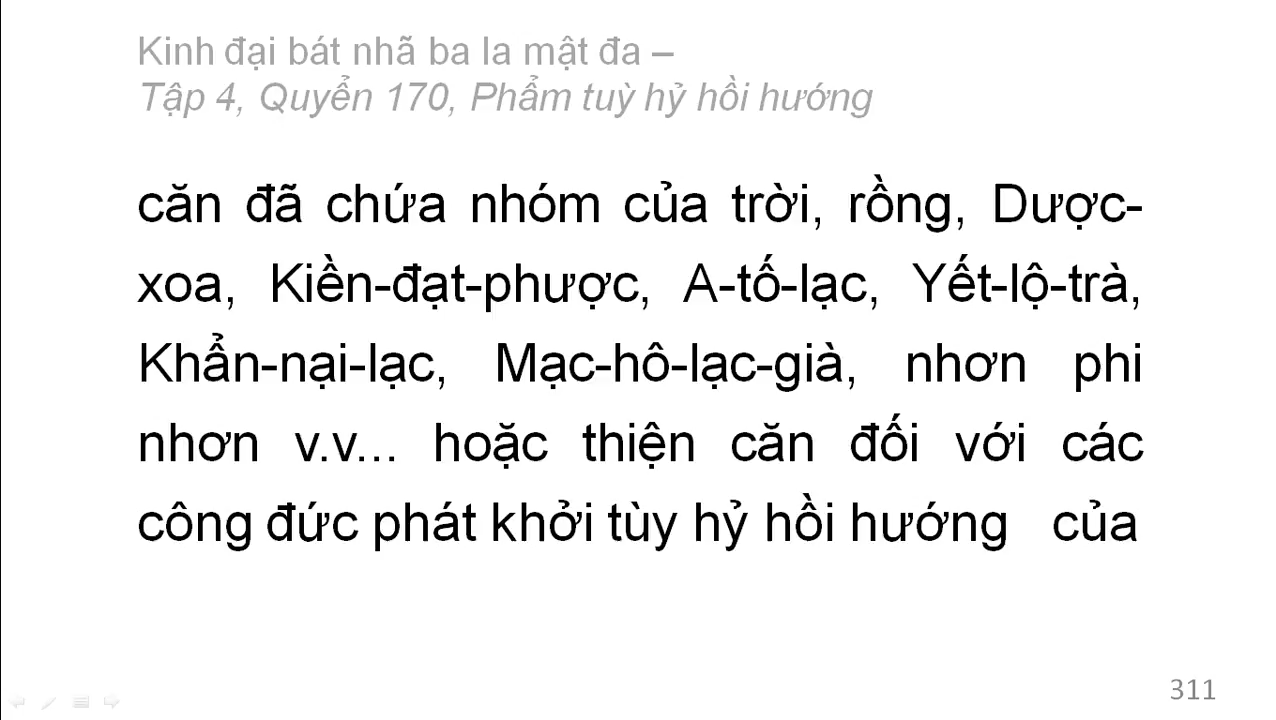 Kinh đại bát nhã ba la mật đa –
Tập 4, Quyển 170, Phẩm tuỳ hỷ hồi hướng
căn đã chứa nhóm của trời, rồng, Dược-
xoa, Kiền-đạt-phược, A-tố-lạc, Yết-lộ-trà,
Khẩn-nại-lạc, Mạc-hô-lạc-già, nhơn phi
nhơn v.v... hoặc thiện căn đối với các
công đức phát khởi tùy hỷ hồi hướng của
311